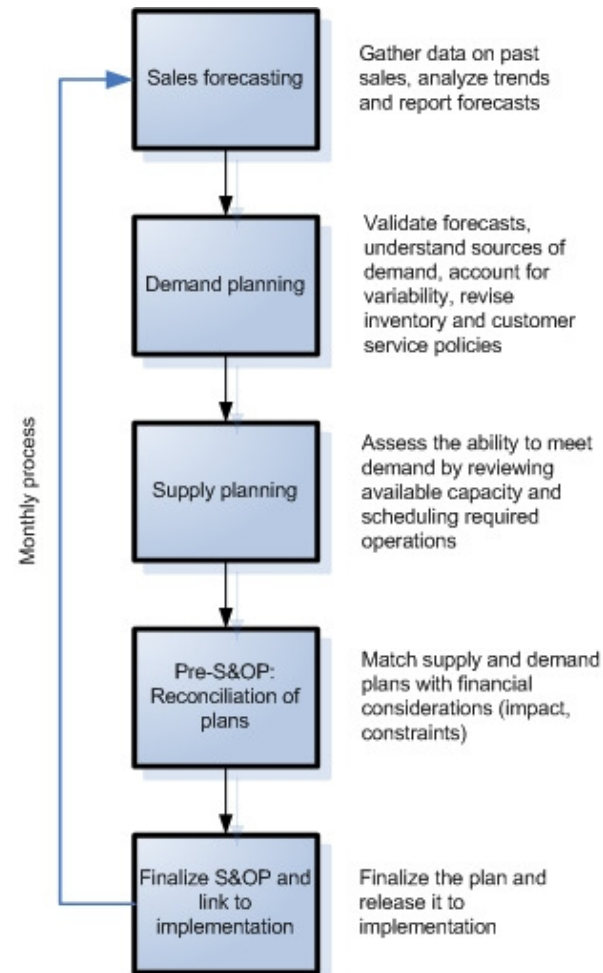 Sales forecasting
Gather data on past
sales, analyze trends
and report forecasts
Demand planning
Validate forecasts,
understand sources of
demand, account for
variability, revise
inventory and customer
service policies
Monthly process
Supply planning
Assess the ability to meet
demand by reviewing
available capacity and
scheduling required
operations
Pre-S&OP:
Reconciliation of
plans
Match supply and demand
plans with financial
considerations (impact,
constraints)
Finalize S&OP and
link to
implementation
Finalize the plan and
release it to
implementation